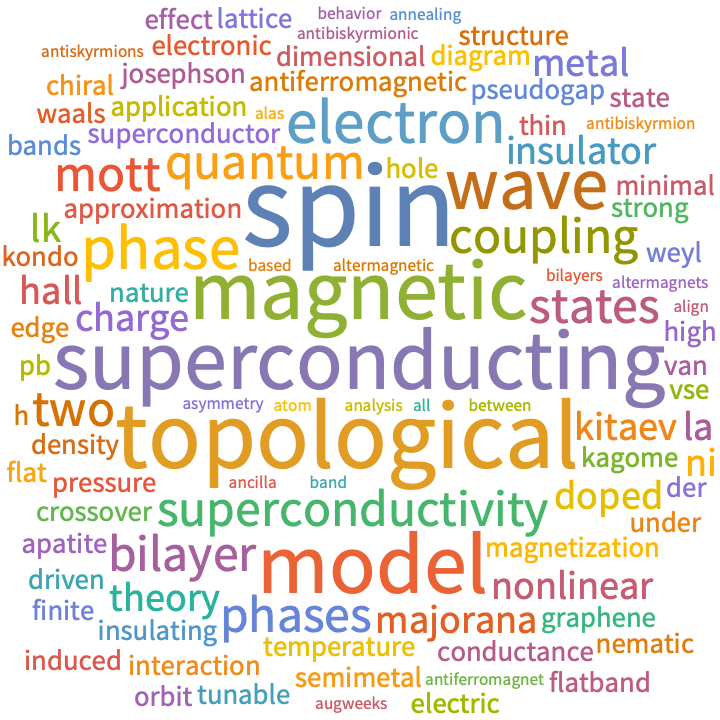 effect lattice behavior annealing
antiskyrmions electronic antibiskyrmionic structure
chiral josephson dimensional diagram metal
waals application antiferromagnetic pseudogap state
bands superconductor alas electron thin antibiskyrmion
mott quantum hole insulator
approximation spin wave minimal
lk strong
kondo phase coupling weyl
based altermagnetic
hall nature magnetic bilayers altermagnets
states align
edge charge high
pb superconducting van
vse
h two asymmetry atom analysis all between
density topological kitaev la
flat kagome ni
pressure ancilla band der
crossover superconductivity doped under
apatite bilayer model magnetization
driven theory nonlinear
finite phases majorana graphene
insulating temperature conductance nematic
induced interaction semimetal antiferromagnet flatband
orbit tunable augweeks electric